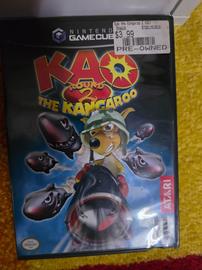 NINTENDO
GAMECUBE
$3.99
PRE-OWNED
KAO
ROUND 2
THE KANGAROO
ATARI